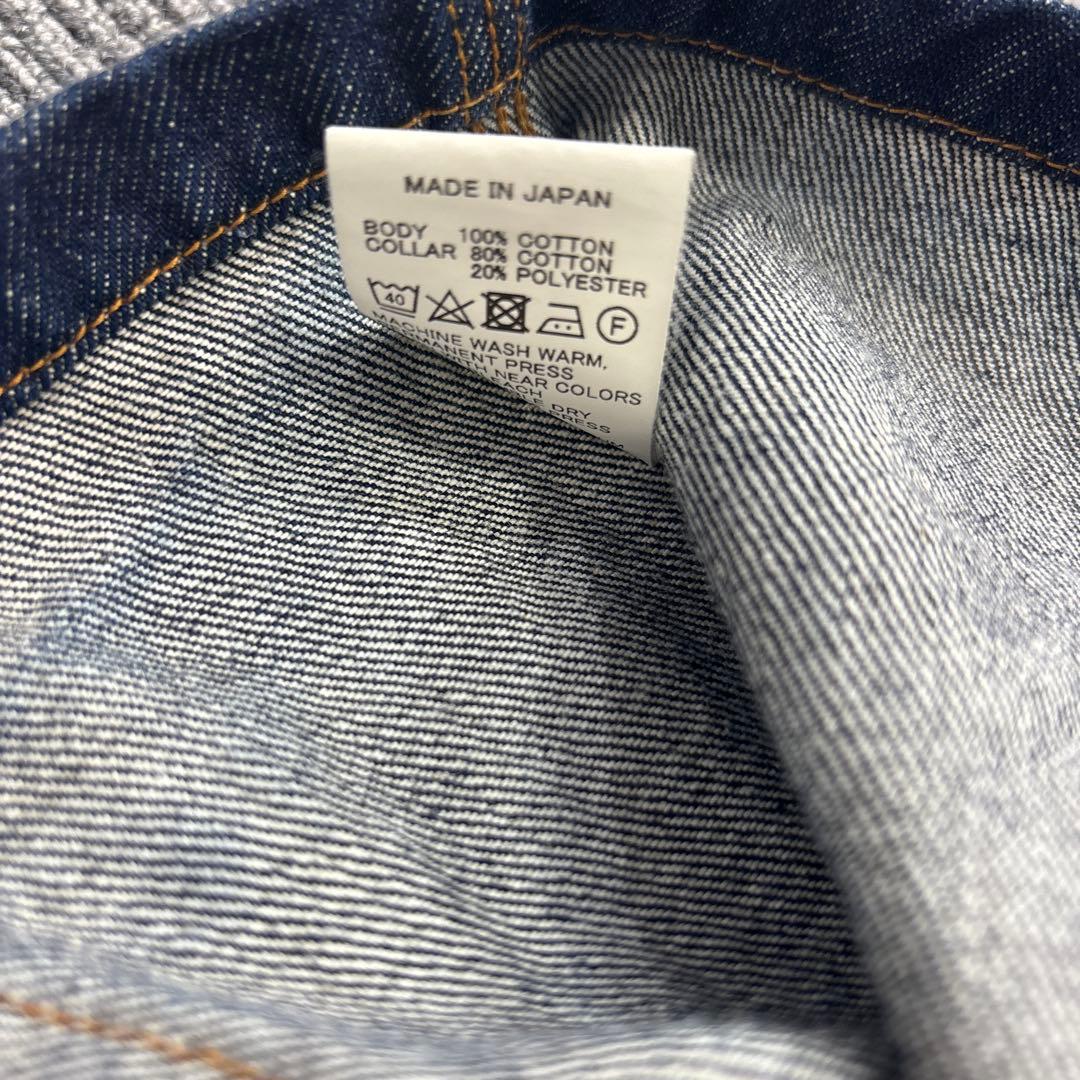 MADE IN JAPAN
BODY 100% COTTON
COLLAR 80% COTTON
20% POLYESTER
40 F
MACHINE WASH WARM,
PRESS
NEAR COLORS
DRY